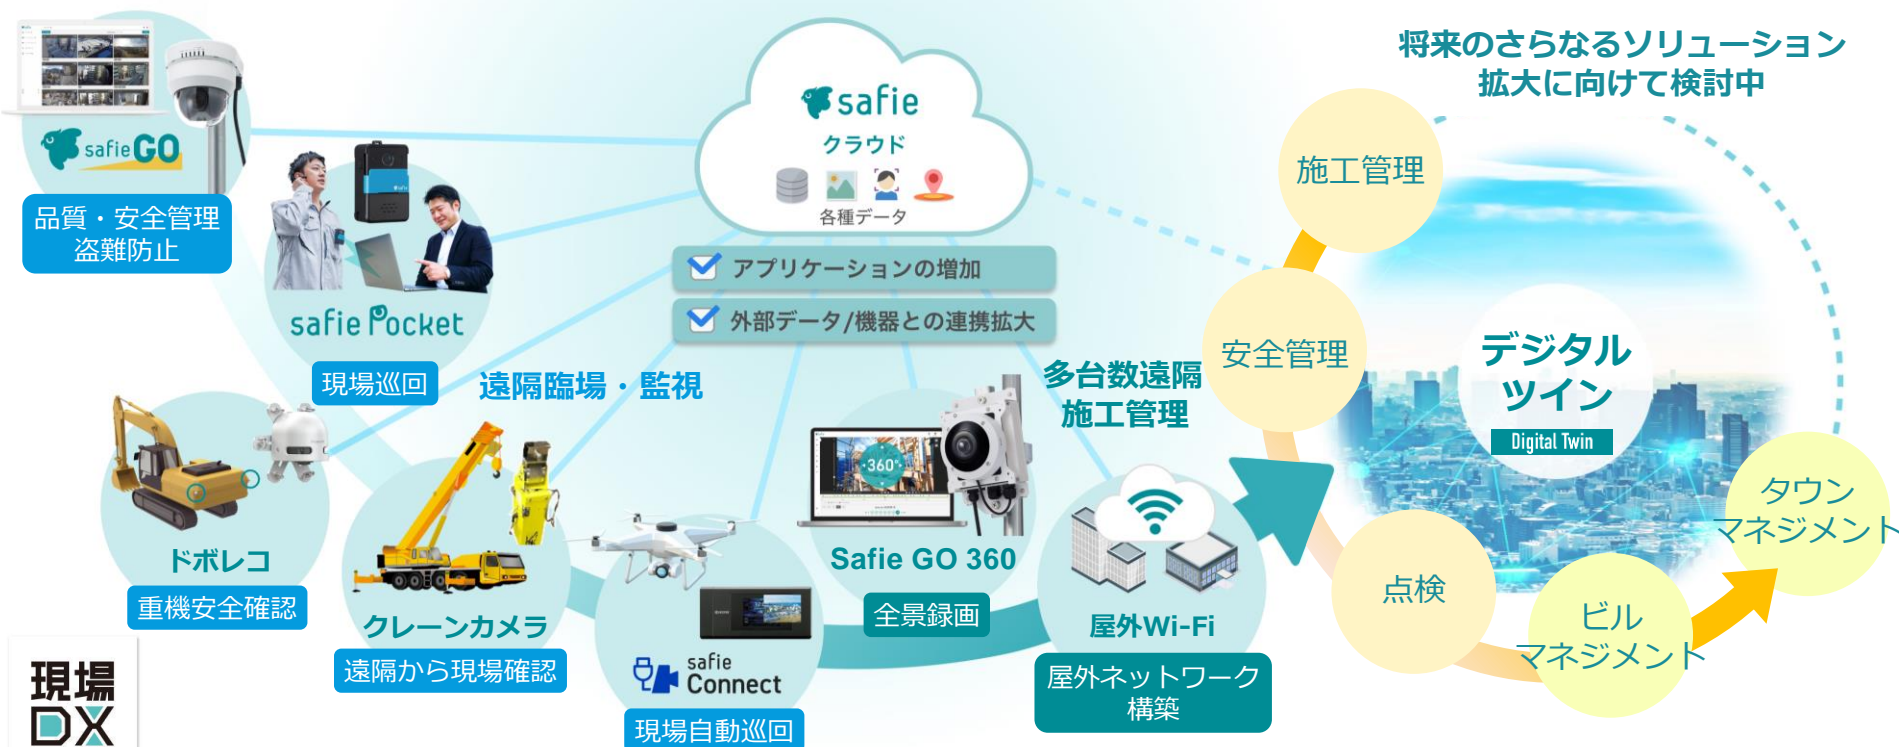 safie GO
品質・安全管理
盗難防止
safie Pocket
現場巡回
safie
クラウド
各種データ
アプリケーションの増加
外部データ/機器との連携拡大
遠隔臨場・監視
ドボレコ
重機安全確認
クレーンカメラ
遠隔から現場確認
safie
Connect
現場自動巡回
360°
Safie GO 360
全景録画
多台数遠隔
施工管理
屋外Wi-Fi
屋外ネットワーク
構築
将来のさらなるソリューション
拡大に向けて検討中
施工管理
安全管理
点検
ビル
マネジメント
タウン
マネジメント
デジタル
ツイン
Digital Twin
現場
DX